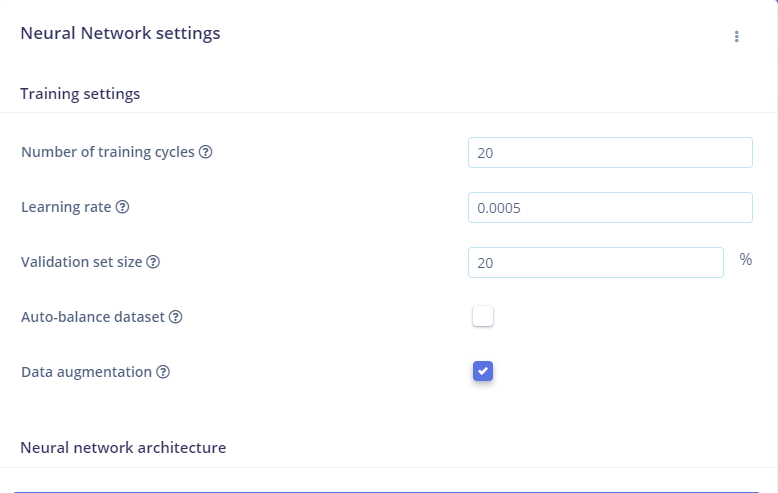 Neural Network settings
Training settings
Number of training cycles
20
Learning rate
0.0005
Validation set size
20 %
Auto-balance dataset
Data augmentation
Neural network architecture